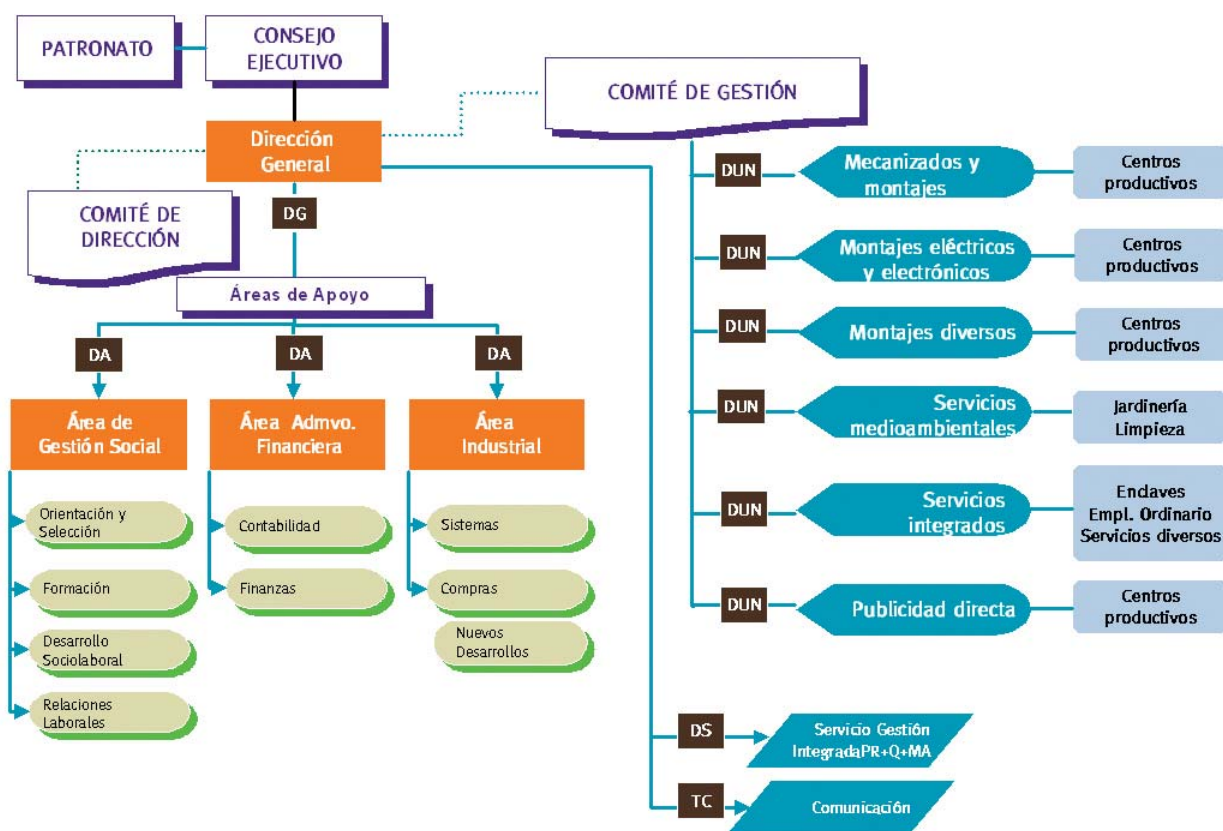 PATRONATO
CONSEJO
EJECUTIVO
COMITÉ DE GESTIÓN
Dirección
General
COMITÉ DE
DIRECCIÓN
DG
Áreas de Apoyo
DA
DA
DA
Área de
Gestión Social
Área Admvo.
Financiera
Área
Industrial
Orientación y
Selección
Formación
Desarrollo
Sociolaboral
Relaciones
Laborales
Contabilidad
Finanzas
Sistemas
Compras
Nuevos
Desarrollos
DUN
Mecanizados y
montajes
Centros
productivos
DUN
Montajes eléctricos
y electrónicos
Centros
productivos
DUN
Montajes diversos
Centros
productivos
DUN
Servicios
medioambientales
Jardinería
Limpieza
DUN
Servicios
integrados
Enclaves
Empl. Ordinario
Servicios diversos
DUN
Publicidad directa
Centros
productivos
DS
Servicio Gestión
IntegradaPR+Q+MA
TC
Comunicación